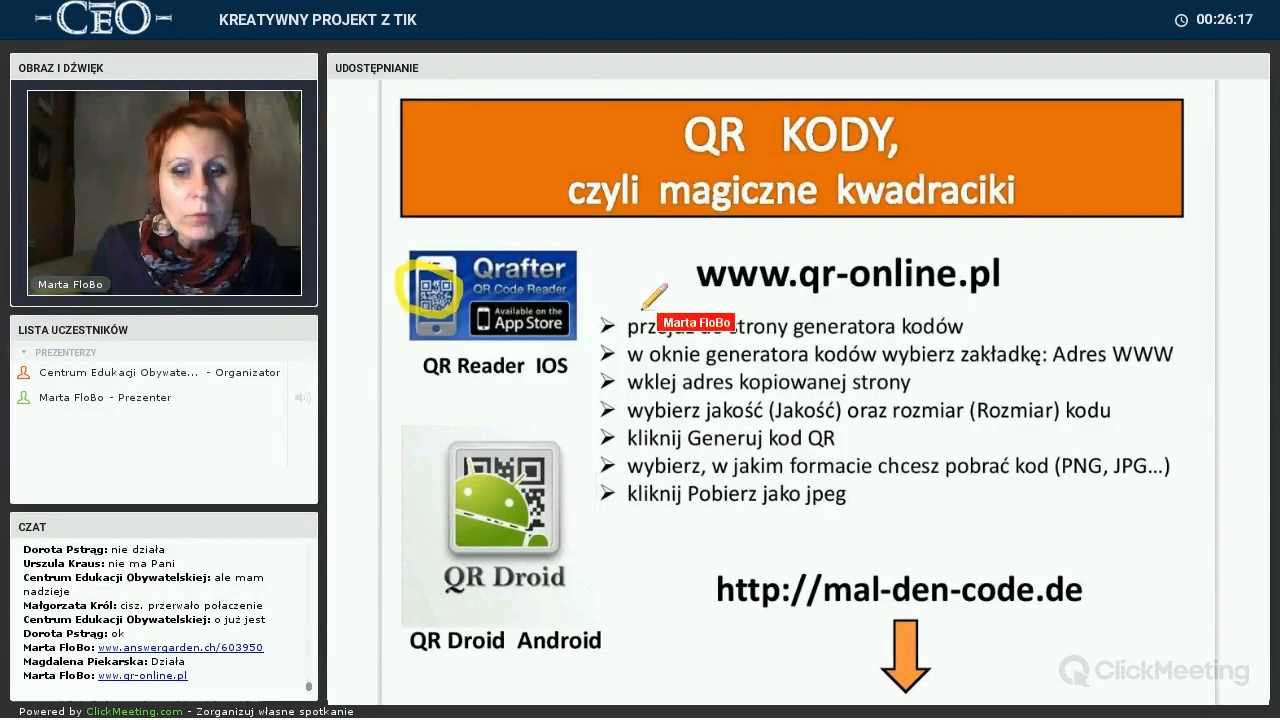 CEO
KREATYWNY PROJEKT Z TIK
00:26:17
OBRAZ I DŹWIĘK
Marta FloBo
LISTA UCZESTNIKÓW
PREZENTERZY
Centrum Edukacji Obywate... - Organizator
Marta FloBo - Prezenter
CZAT
Dorota Pstrąg: nie działa
Urszula Kraus: nie ma Pani
Centrum Edukacji Obywatelskiej: ale mam
nadzieje
Małgorzata Król: cisz. przerwało połaczenie
Centrum Edukacji Obywatelskiej: o już jest
Dorota Pstrąg: ok
Marta FloBo: www.answergarden.ch/603950
Magdalena Piekarska: Działa
Marta FloBo: www.qr-online.pl
Powered by ClickMeeting.com - Zorganizuj własne spotkanie
UDOSTĘPNIANIE
QR KODY,
czyli magiczne kwadraciki
Qrafter
QR Code Reader
Available on the
App Store
QR Reader IOS
QR Droid
QR Droid Android
www.qr-online.pl
Marta FloBo
strony generatora kodów
w oknie generatora kodów wybierz zakładkę: Adres WWW
wklej adres kopiowanej strony
wybierz jakość (Jakość) oraz rozmiar (Rozmiar) kodu
kliknij Generuj kod QR
wybierz, w jakim formacie chcesz pobrać kod (PNG, JPG...)
kliknij Pobierz jako jpeg
http://mal-den-code.de
ClickMeeting